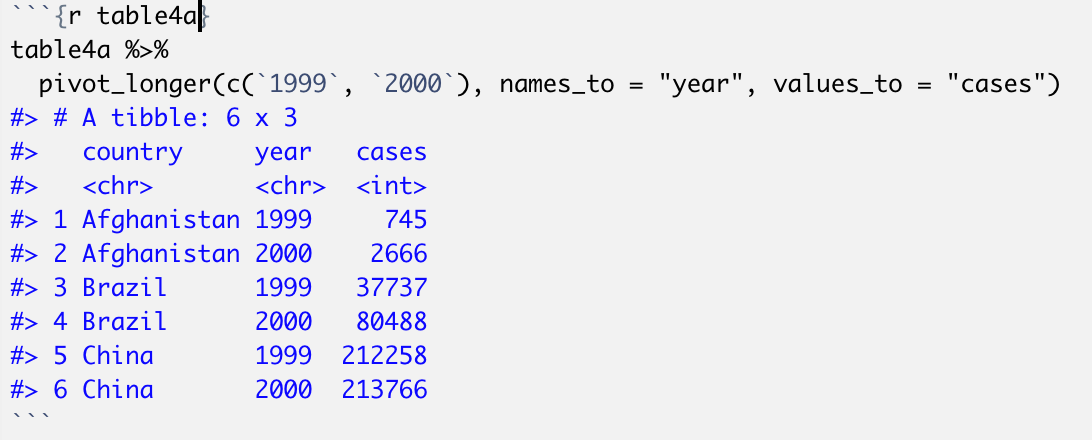 ```{r table4a}
table4a %>%
  pivot_longer(c(`1999`, `2000`), names_to = "year", values_to = "cases")
#> # A tibble: 6 x 3
#>   country     year   cases
#>   <chr>       <chr>  <int>
#> 1 Afghanistan 1999     745
#> 2 Afghanistan 2000    2666
#> 3 Brazil      1999   37737
#> 4 Brazil      2000   80488
#> 5 China       1999  212258
#> 6 China       2000  213766
```